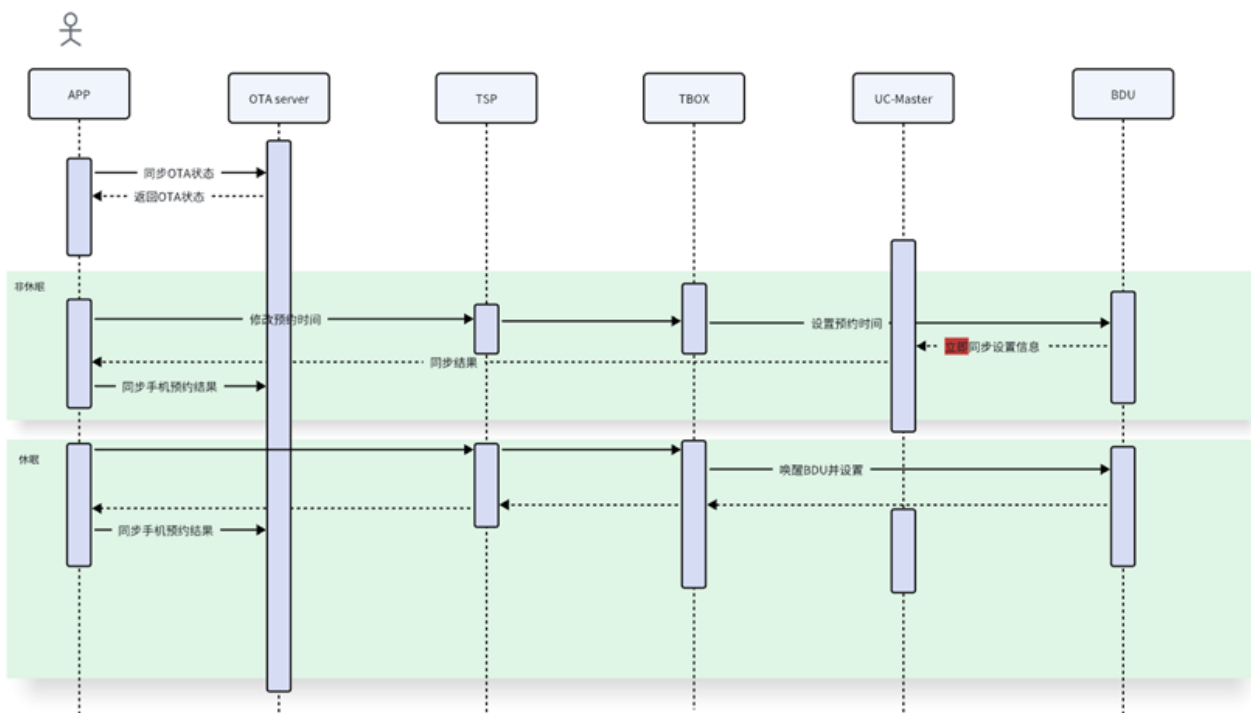 APP
OTA server
TSP
TBOX
UC-Master
BDU
同步OTA状态
返回OTA状态
非休眠
修改预约时间
设置预约时间
立即同步设置信息
同步结果
同步手机预约结果
休眠
唤醒BDU并设置
同步手机预约结果